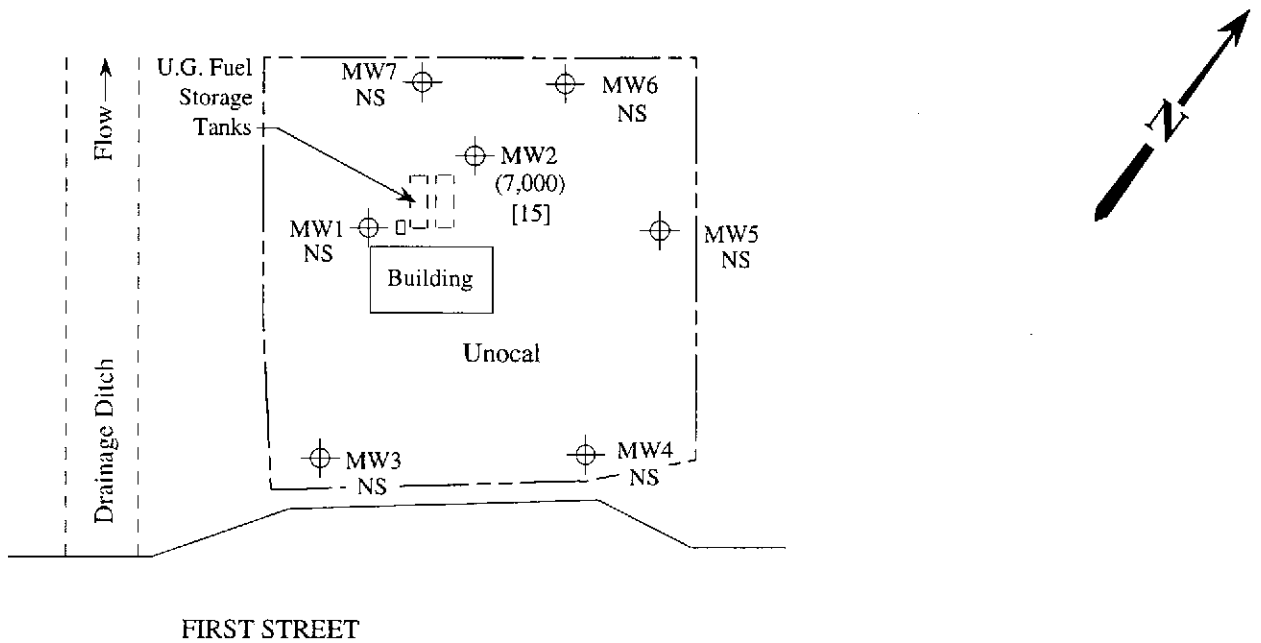 N
Flow
U.G. Fuel
Storage
Tanks
MW7
NS
MW6
NS
MW2
(7,000)
[15]
MW1
NS
MW5
NS
Building
Unocal
Drainage Ditch
MW3
NS
MW4
NS
FIRST STREET